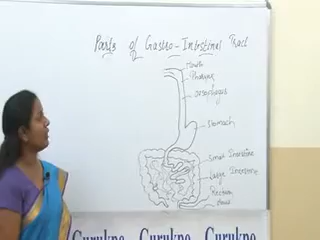 Parts of Gastro-Intestinal Tract
Mouth
Pharynx
oesophagus
Stomach
Small Intestine
Large Intestine
Rectum
Anus
Gurukpo Gurukpo Gurukpo